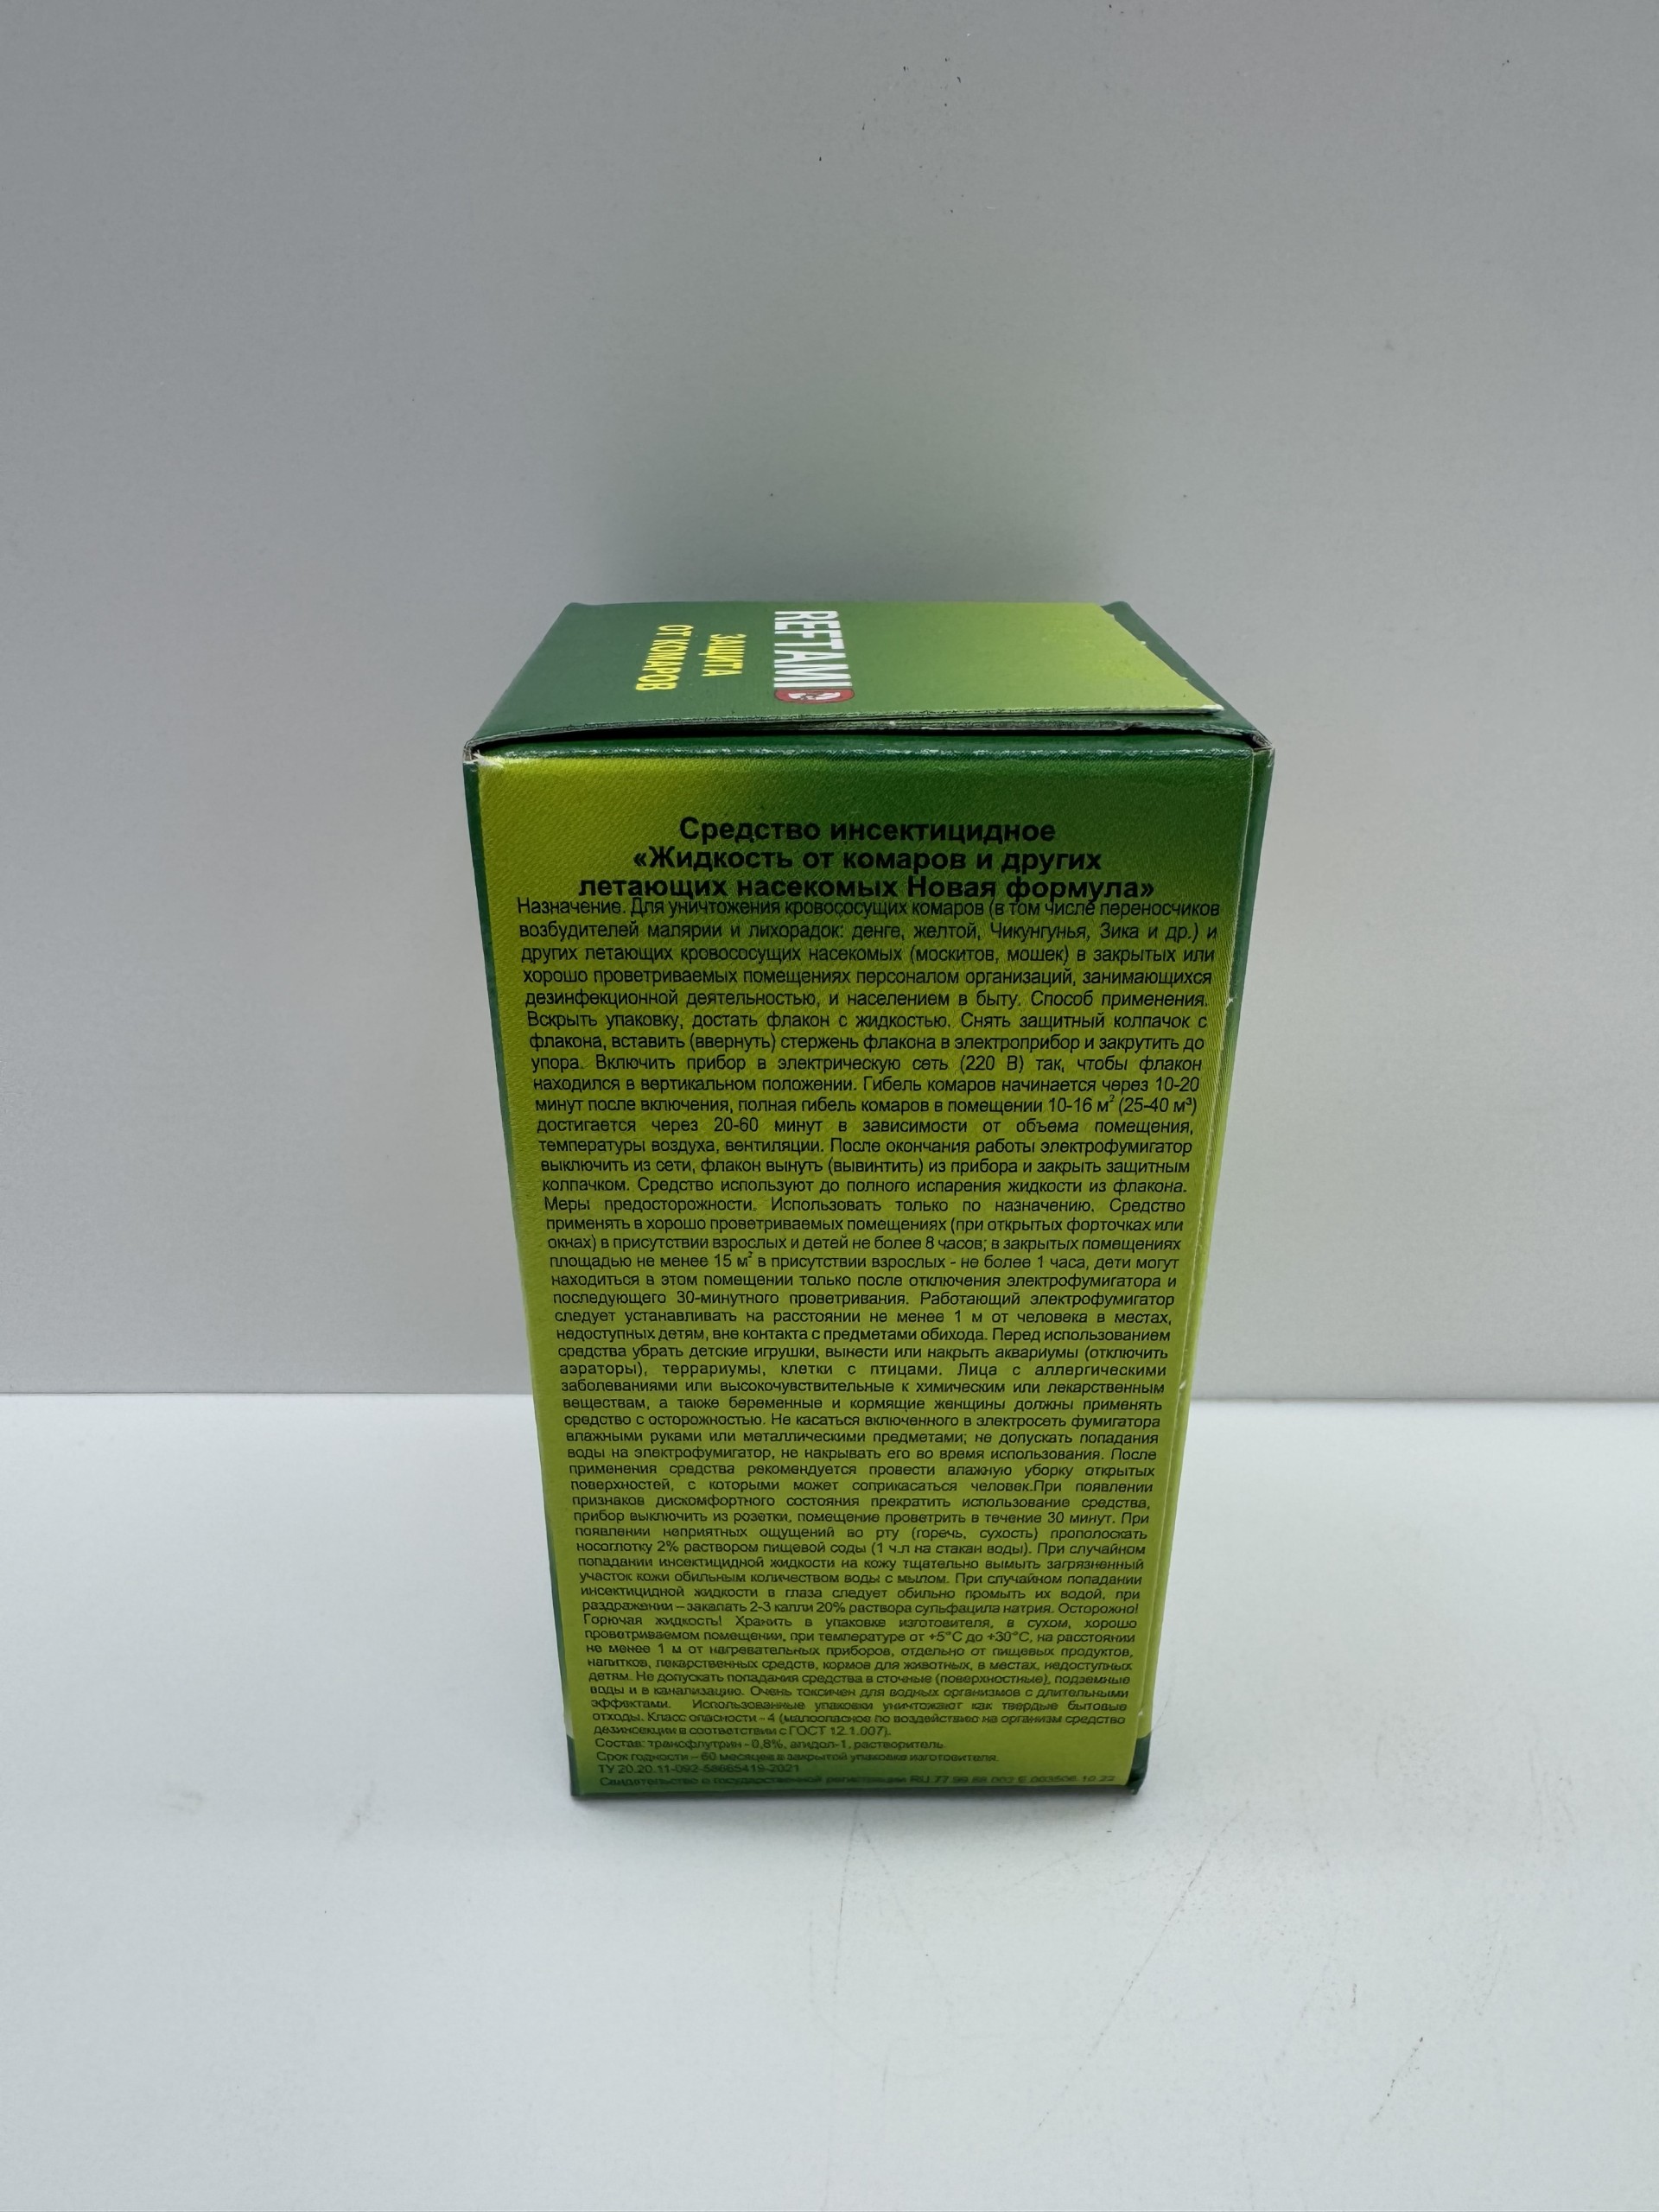 REFTAMID
ЗАЩИТА
ОТ КОМАРОВ
Средство инсектицидное
«Жидкость от комаров и других
летающих насекомых Новая формула»
Назначение. Для уничтожения кровососущих комаров (в том числе переносчиков
возбудителей малярии и лихорадок: денге, желтой, Чикунгунья, Зика и др.) и
других летающих кровососущих насекомых (москитов, мошек) в закрытых или
хорошо проветриваемых помещениях персоналом организаций, занимающихся
дезинфекционной деятельностью, и населением в быту. Способ применения.
Вскрыть упаковку, достать флакон с жидкостью. Снять защитный колпачок с
флакона, вставить (ввернуть) стержень флакона в электроприбор и закрутить до
упора. Включить прибор в электрическую сеть (220 В) так, чтобы флакон
находился в вертикальном положении. Гибель комаров начинается через 10-20
минут после включения, полная гибель комаров в помещении 10-16 м² (25-40 м³)
достигается через 20-60 минут в зависимости от объема помещения,
температуры воздуха, вентиляции. После окончания работы электрофумигатор
выключить из сети, флакон вынуть (вывинтить) из прибора и закрыть защитным
колпачком. Средство используют до полного испарения жидкости из флакона.
Меры предосторожности. Использовать только по назначению. Средство
применять в хорошо проветриваемых помещениях (при открытых форточках или
окнах) в присутствии взрослых и детей не более 8 часов; в закрытых помещениях
площадью не менее 15 м² в присутствии взрослых - не более 1 часа, дети могут
находиться в этом помещении только после отключения электрофумигатора и
последующего 30-минутного проветривания. Работающий электрофумигатор
следует устанавливать на расстоянии не менее 1 м от человека в местах,
недоступных детям, вне контакта с предметами обихода. Перед использованием
средства убрать детские игрушки, вынести или накрыть аквариумы (отключить
аэраторы), террариумы, клетки с птицами. Лица с аллергическими
заболеваниями или высокочувствительные к химическим или лекарственным
веществам, а также беременные и кормящие женщины должны применять
средство с осторожностью. Не касаться включенного в электросеть фумигатора
влажными руками или металлическими предметами; не допускать попадания
воды на электрофумигатор, не накрывать его во время использования. После
применения средства рекомендуется провести влажную уборку открытых
поверхностей, с которыми может соприкасаться человек.При появлении
признаков дискомфортного состояния прекратить использование средства,
прибор выключить из розетки, помещение проветрить в течение 30 минут. При
появлении неприятных ощущений во рту (горечь, сухость) прополоскать
носоглотку 2% раствором пищевой соды (1 ч.л на стакан воды). При случайном
попадании инсектицидной жидкости на кожу тщательно вымыть загрязненный
участок кожи обильным количеством воды с мылом. При случайном попадании
инсектицидной жидкости в глаза следует обильно промыть их водой, при
раздражении – закапать 2-3 капли 20% раствора сульфацила натрия. Осторожно!
Горючая жидкость! Хранить в упаковке изготовителя, в сухом, хорошо
проветриваемом помещении, при температуре от +5°С до +30°С, на расстоянии
не менее 1 м от нагревательных приборов, отдельно от пищевых продуктов,
напитков, лекарственных средств, кормов для животных, в местах, недоступных
детям. Не допускать попадания средства в сточные (поверхностные), подземные
воды и в канализацию. Очень токсичен для водных организмов с длительными
эффектами. Использованные упаковки уничтожают как твердые бытовые
отходы. Класс опасности - 4 (малоопасное по воздействию на организм средство
дезинсекции в соответствии с ГОСТ 12.1.007).
Состав: трансфлутрин - 0,8%, агидол-1, растворитель.
Срок годности – 60 месяцев в закрытой упаковке изготовителя.
ТУ 20.20.11-092-58665419-2021
Свидетельство о государственной регистрации RU.77.99.88.002.Е.003506.10.22